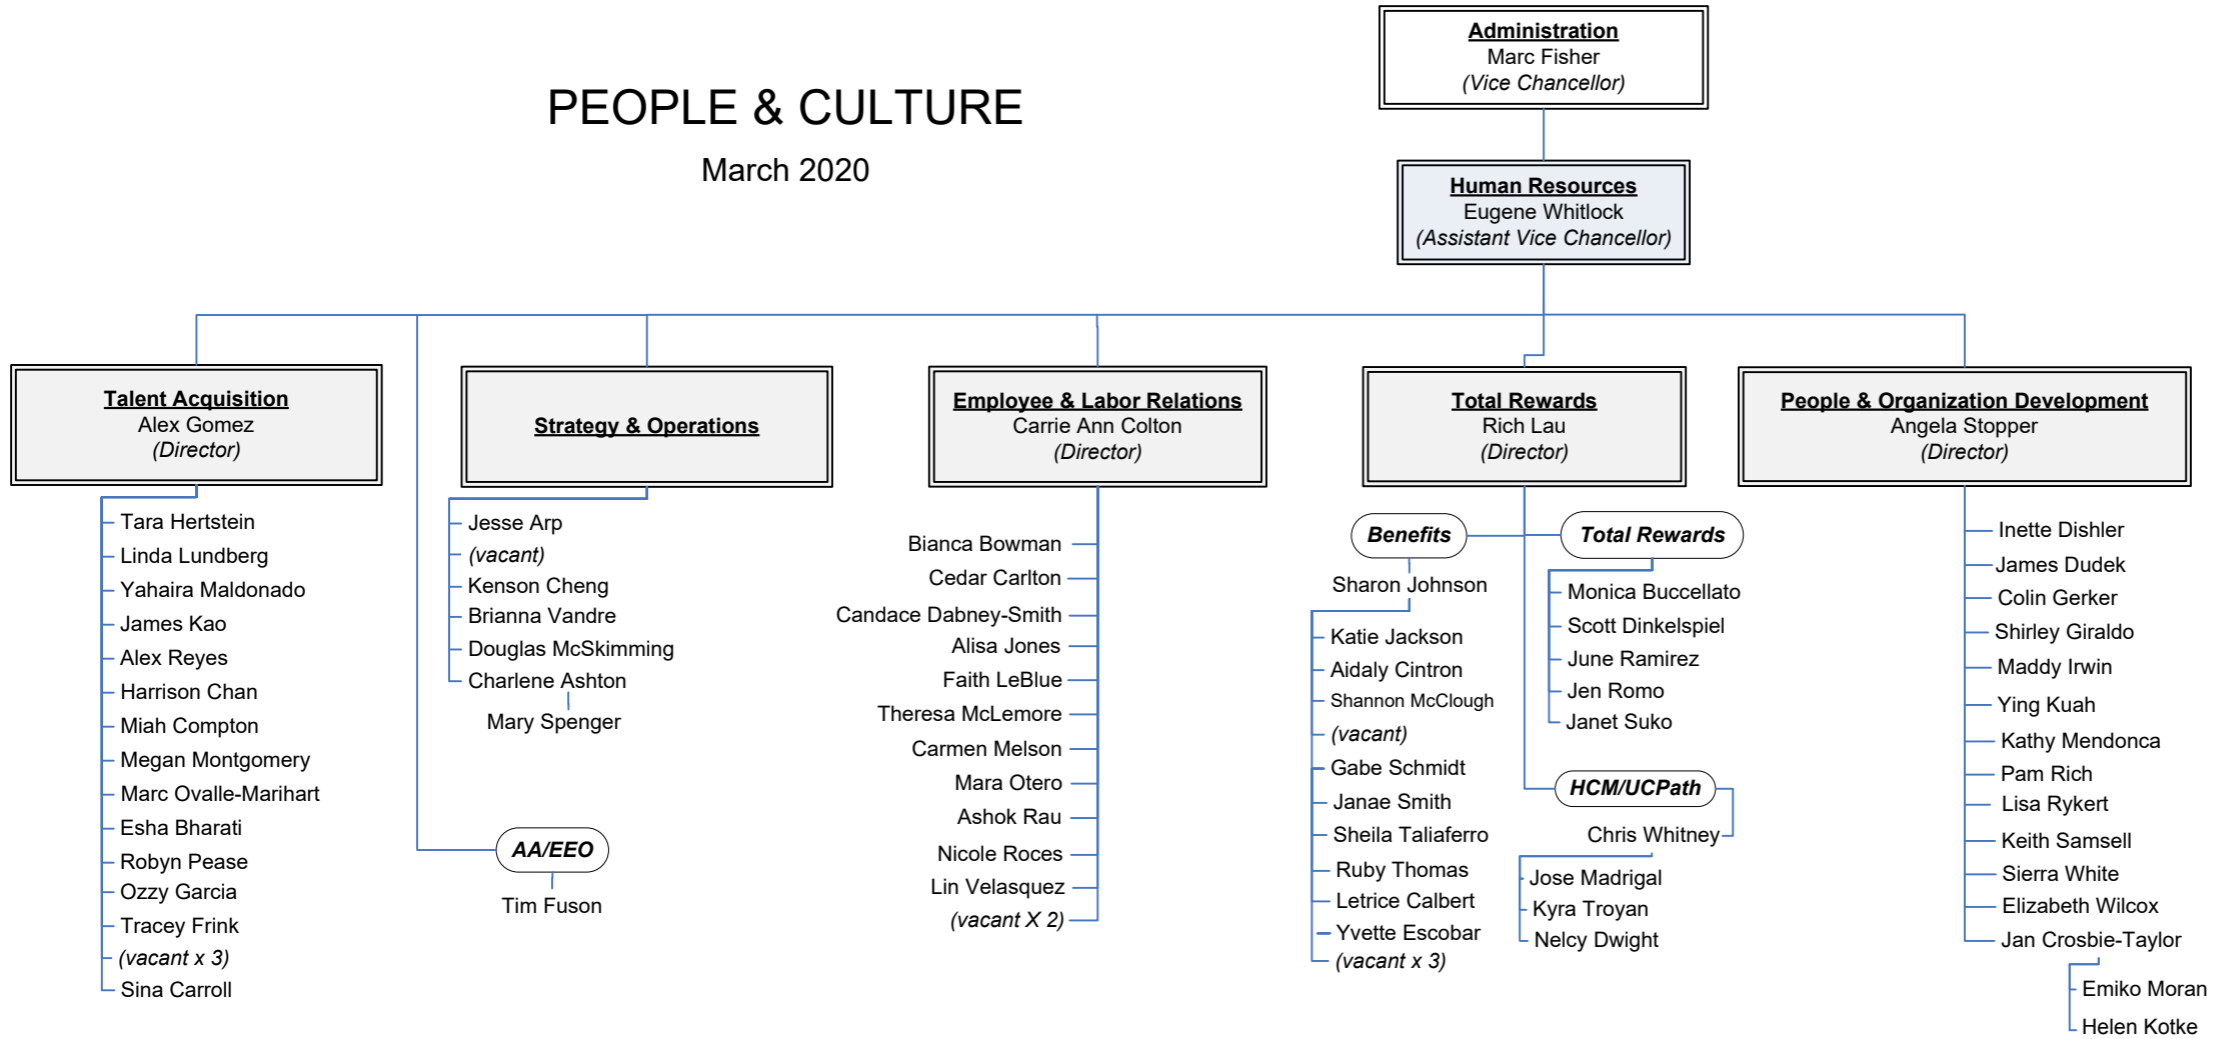 PEOPLE & CULTURE
March 2020
Administration
Marc Fisher
(Vice Chancellor)
Human Resources
Eugene Whitlock
(Assistant Vice Chancellor)
Talent Acquisition
Alex Gomez
(Director)
Tara Hertstein
Linda Lundberg
Yahaira Maldonado
James Kao
Alex Reyes
Harrison Chan
Miah Compton
Megan Montgomery
Marc Ovalle-Marihart
Esha Bharati
Robyn Pease
Ozzy Garcia
Tracey Frink
(vacant x 3)
Sina Carroll
Strategy & Operations
Jesse Arp
(vacant)
Kenson Cheng
Brianna Vandre
Douglas McSkimming
Charlene Ashton
Mary Spenger
AA/EEO
Tim Fuson
Employee & Labor Relations
Carrie Ann Colton
(Director)
Bianca Bowman
Cedar Carlton
Candace Dabney-Smith
Alisa Jones
Faith LeBlue
Theresa McLemore
Carmen Melson
Mara Otero
Ashok Rau
Nicole Roces
Lin Velasquez
(vacant X 2)
Total Rewards
Rich Lau
(Director)
Benefits
Sharon Johnson
Katie Jackson
Aidaly Cintron
Shannon McClough
(vacant)
Gabe Schmidt
Janae Smith
Sheila Taliaferro
Ruby Thomas
Letrice Calbert
Yvette Escobar
(vacant x 3)
Total Rewards
Monica Buccellato
Scott Dinkelspiel
June Ramirez
Jen Romo
Janet Suko
HCM/UCPath
Chris Whitney
Jose Madrigal
Kyra Troyan
Nelcy Dwight
People & Organization Development
Angela Stopper
(Director)
Inette Dishler
James Dudek
Colin Gerker
Shirley Giraldo
Maddy Irwin
Ying Kuah
Kathy Mendonca
Pam Rich
Lisa Rykert
Keith Samsell
Sierra White
Elizabeth Wilcox
Jan Crosbie-Taylor
Emiko Moran
Helen Kotke